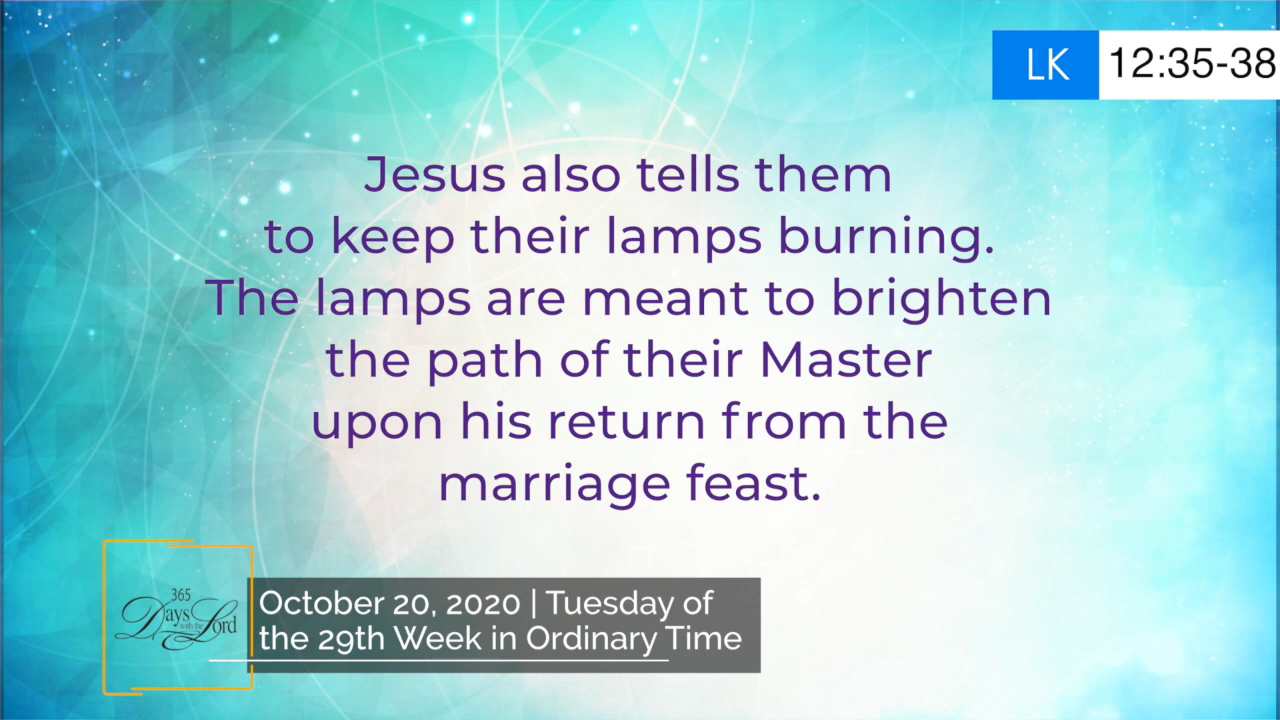 LK 12:35-38
Jesus also tells them
to keep their lamps burning.
The lamps are meant to brighten
the path of their Master
upon his return from the
marriage feast.
365
Days with the Lord
October 20, 2020 | Tuesday of
the 29th Week in Ordinary Time